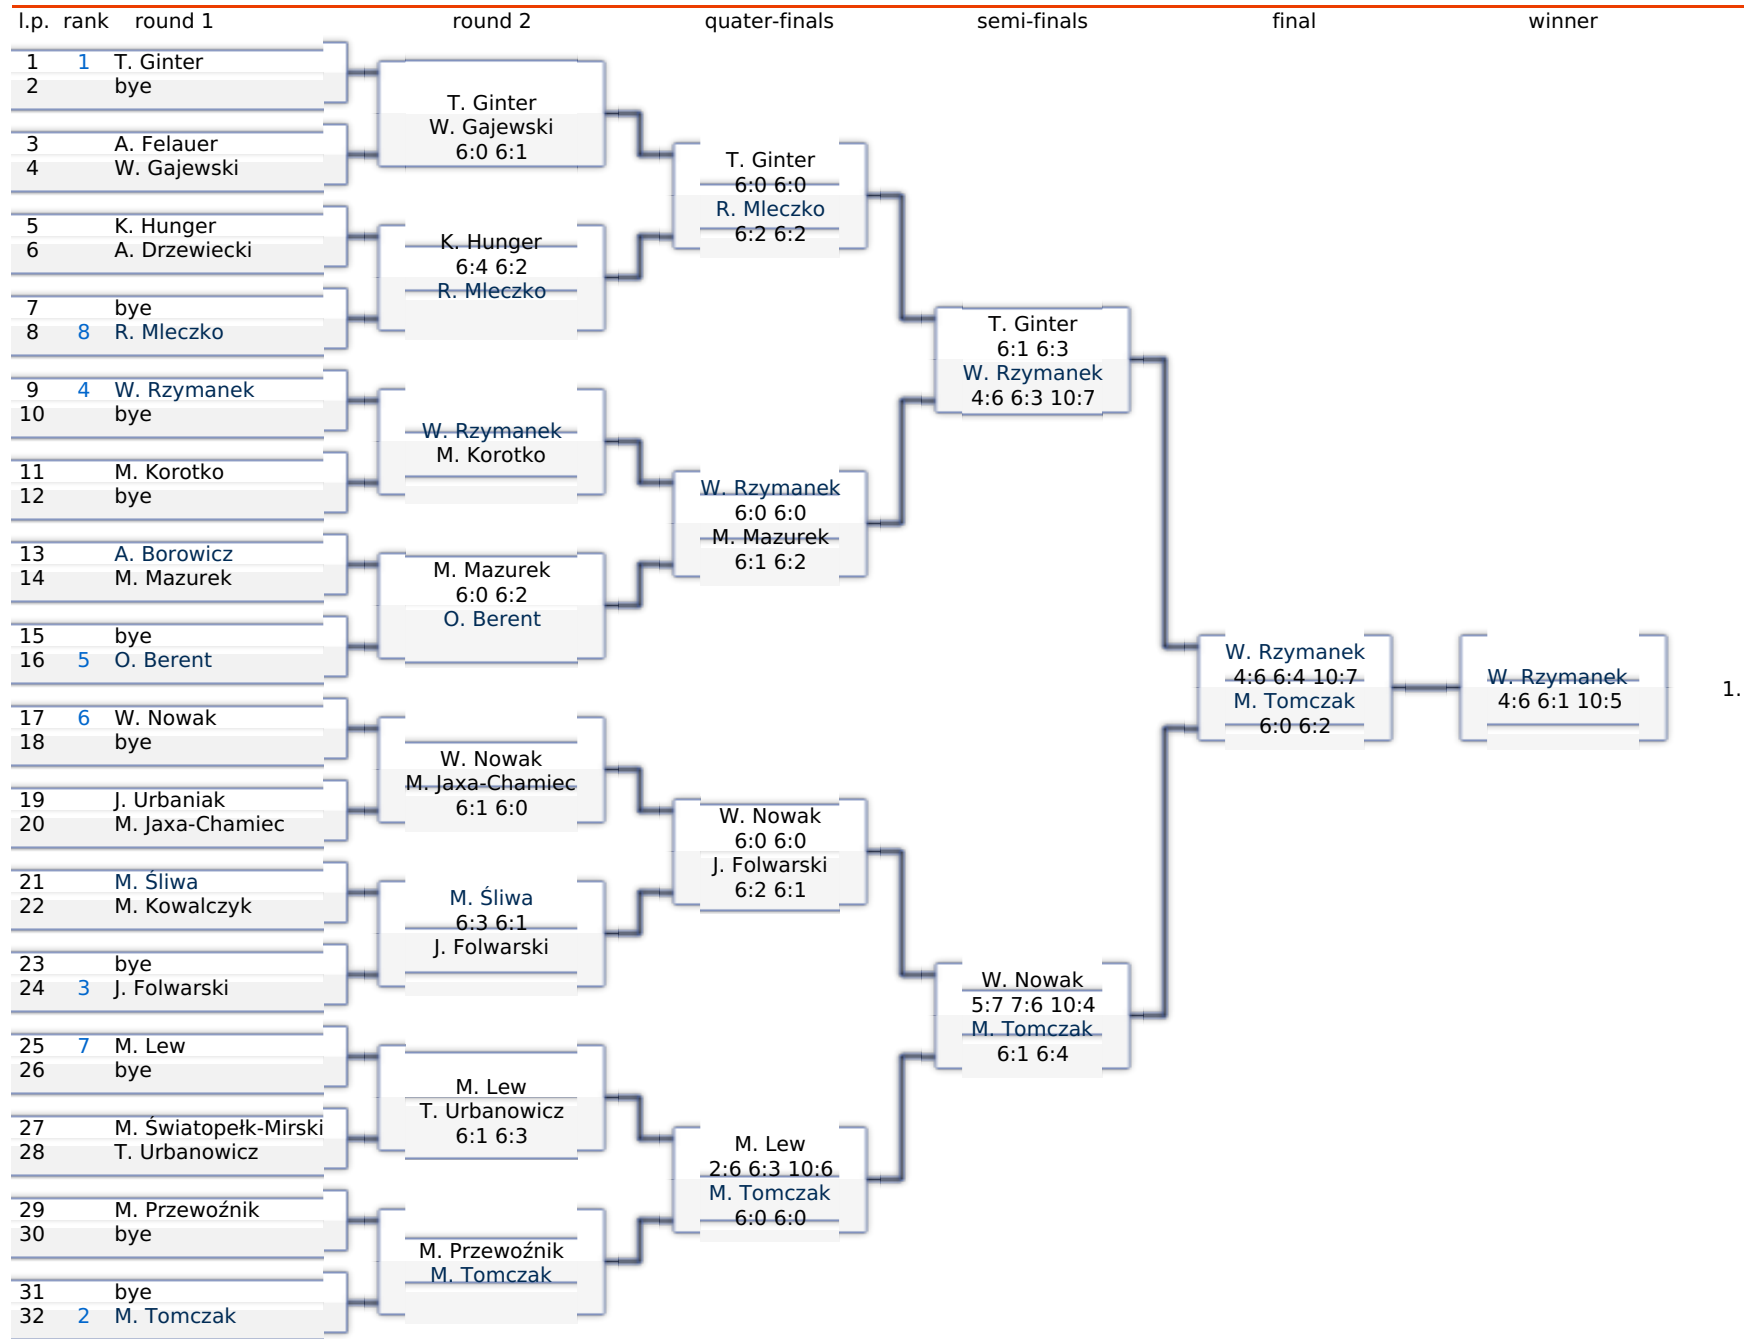 l.p. rank round 1 round 2 quater-finals semi-finals final winner
1 1 T. Ginter
2 bye
3 A. Felauer
4 W. Gajewski
5 K. Hunger
6 A. Drzewiecki
7 bye
8 8 R. Mleczko
9 4 W. Rzymanek
10 bye
11 M. Korotko
12 bye
13 A. Borowicz
14 M. Mazurek
15 bye
16 5 O. Berent
17 6 W. Nowak
18 bye
19 J. Urbaniak
20 M. Jaxa-Chamiec
21 M. Śliwa
22 M. Kowalczyk
23 bye
24 3 J. Folwarski
25 7 M. Lew
26 bye
27 M. Światopełk-Mirski
28 T. Urbanowicz
29 M. Przewoźnik
30 bye
31 bye
32 2 M. Tomczak
T. Ginter
W. Gajewski
6:0 6:1
K. Hunger
6:4 6:2
R. Mleczko
W. Rzymanek
M. Korotko
M. Mazurek
6:0 6:2
O. Berent
W. Nowak
M. Jaxa-Chamiec
6:1 6:0
M. Śliwa
6:3 6:1
J. Folwarski
M. Lew
T. Urbanowicz
6:1 6:3
M. Przewoźnik
M. Tomczak
T. Ginter
6:0 6:0
R. Mleczko
6:2 6:2
W. Rzymanek
6:0 6:0
M. Mazurek
6:1 6:2
W. Nowak
6:0 6:0
J. Folwarski
6:2 6:1
M. Lew
2:6 6:3 10:6
M. Tomczak
6:0 6:0
T. Ginter
6:1 6:3
W. Rzymanek
4:6 6:3 10:7
W. Nowak
5:7 7:6 10:4
M. Tomczak
6:1 6:4
W. Rzymanek
4:6 6:4 10:7
M. Tomczak
6:0 6:2
W. Rzymanek
4:6 6:1 10:5
1.